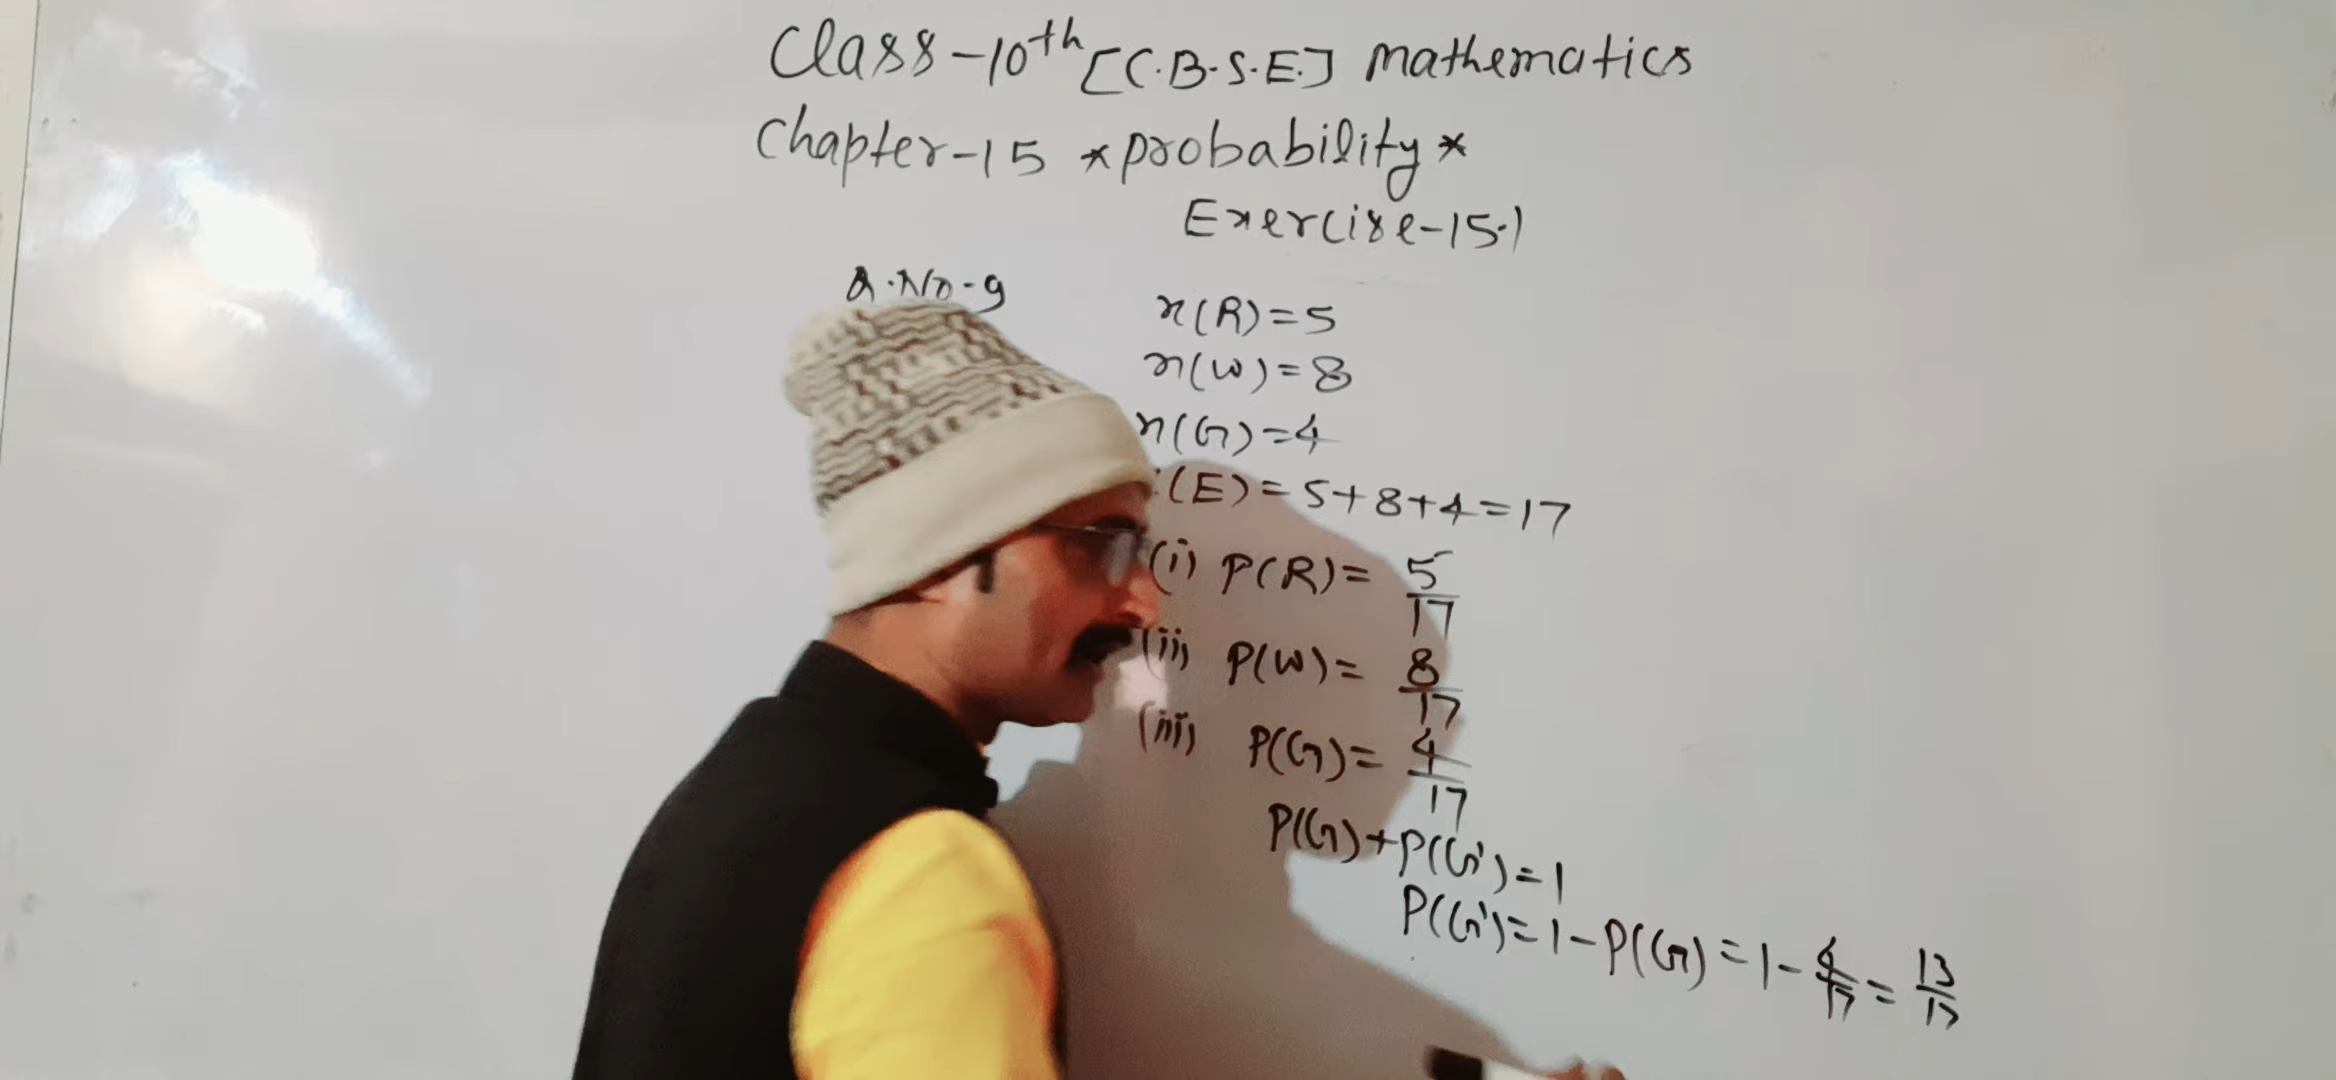 Class-10th [C.B.S.E.] mathematics
Chapter-15 *probability*
Exercise-15.1
Q.No-9
n(R)=5
n(W)=8
n(G)=4
(E)=5+8+4=17
(i) P(R)= 5/17
(ii) P(W)= 8/17
(iii) P(G)= 4/17
P(G)+P(G')=1
P(G')=1-P(G)=1-4/17=13/17